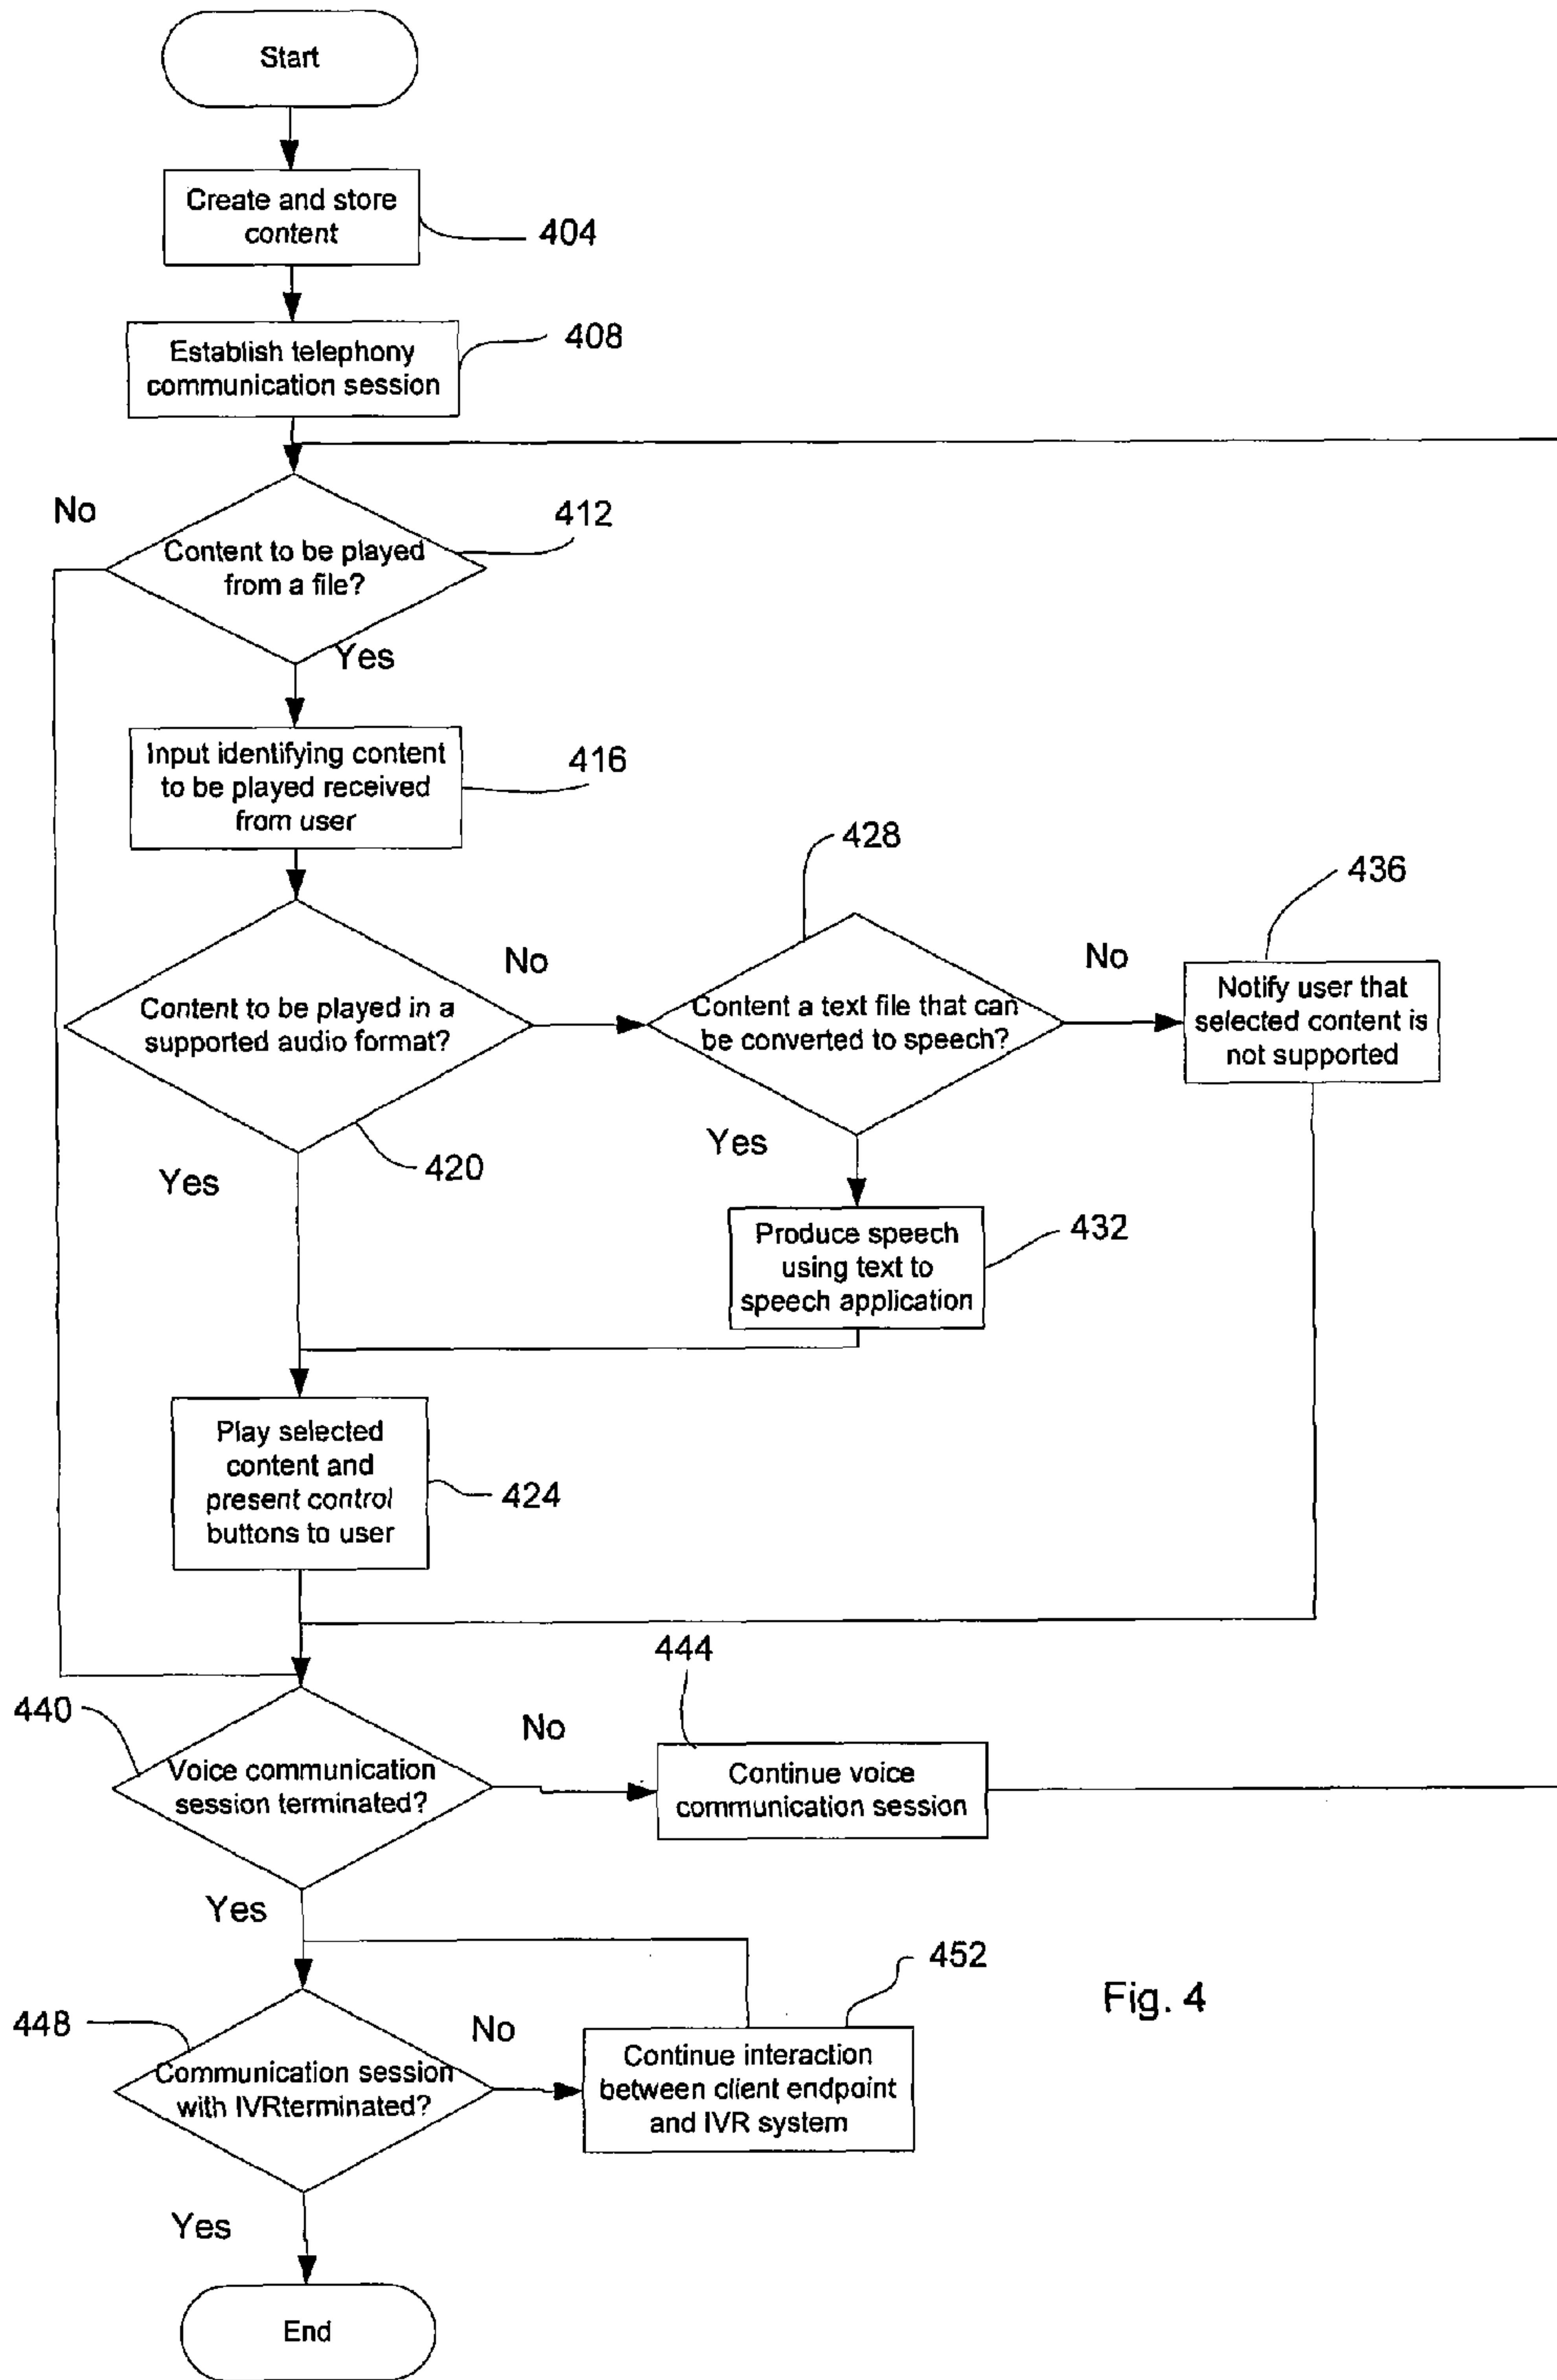 Start
Create and store
content
404
Establish telephony
communication session
408
No
Content to be played
from a file?
412
Yes
Input identifying content
to be played received
from user
416
428
436
Content to be played in a
supported audio format?
No
Content a text file that can
be converted to speech?
No
Notify user that
selected content is
not supported
420
Yes
Yes
Produce speech
using text to
speech application
432
Play selected
content and
present control
buttons to user
424
440
Voice communication
session terminated?
No
444
Continue voice
communication session
Yes
448
Communication session
with IVRterminated?
No
452
Continue interaction
between client endpoint
and IVR system
Fig. 4
Yes
End